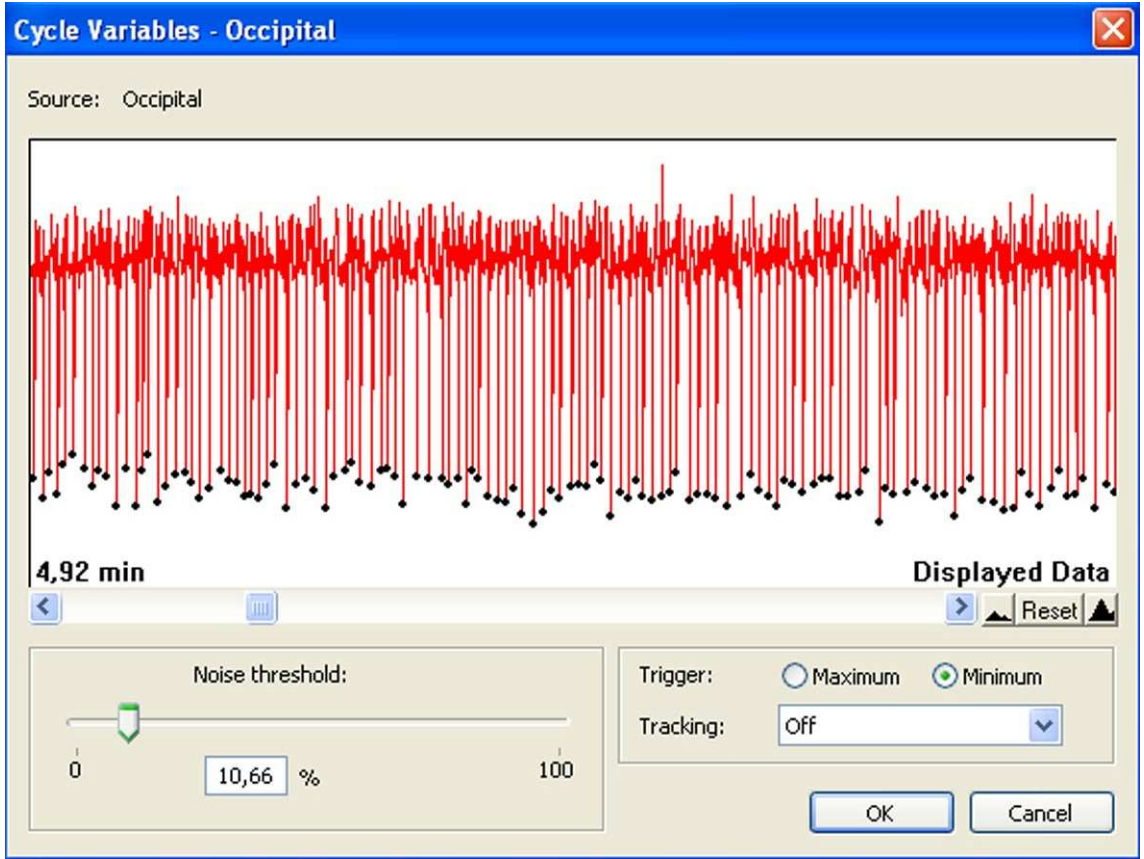 Cycle Variables - Occipital
Source: Occipital
4,92 min Displayed Data
Reset
Noise threshold:
0 100
10,66 %
Trigger: Maximum Minimum
Tracking: Off
OK Cancel